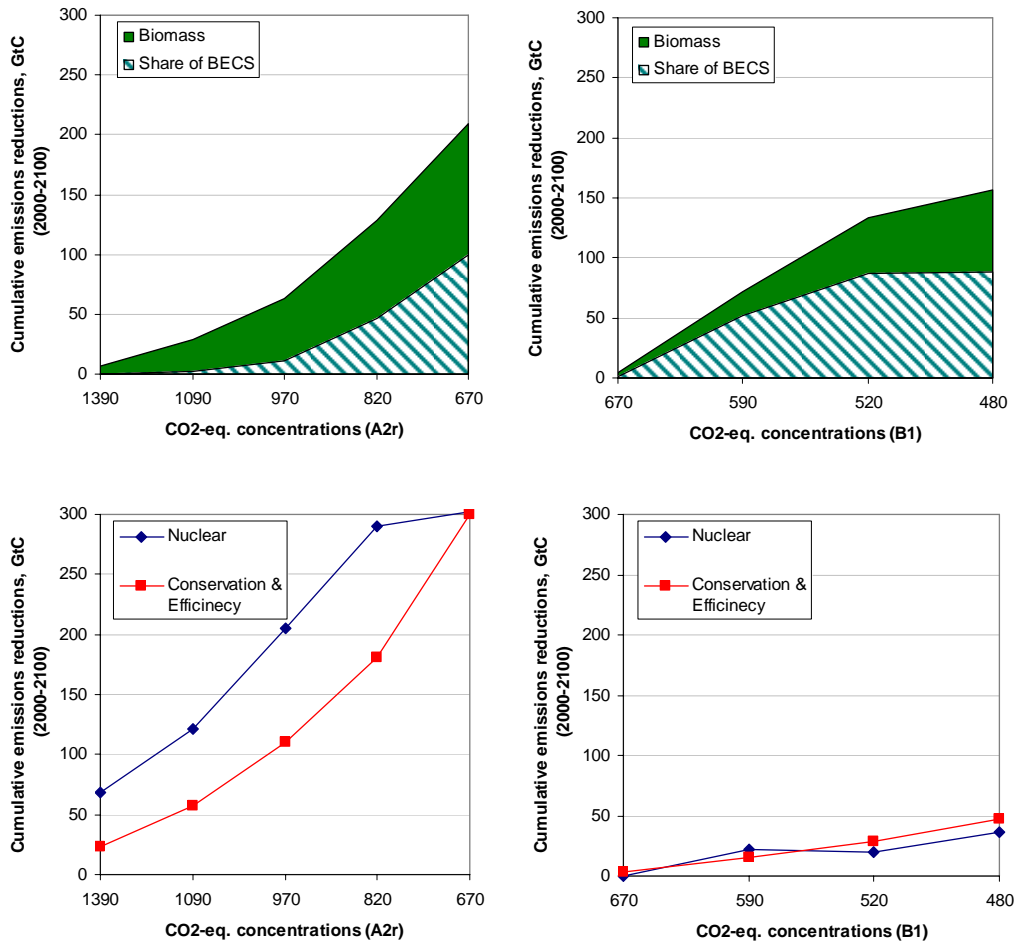 Cumulative emissions reductions, GtC
(2000-2100)
300
250
200
150
100
50
0
Biomass
Share of BECS
1390 1090 970 820 670
CO2-eq. concentrations (A2r)
Cumulative emissions reductions, GtC
(2000-2100)
300
250
200
150
100
50
0
Biomass
Share of BECS
670 590 520 480
CO2-eq. concentrations (B1)
Cumulative emissions reductions, GtC
(2000-2100)
300
250
200
150
100
50
0
Nuclear
Conservation &
Efficinecy
1390 1090 970 820 670
CO2-eq. concentrations (A2r)
Cumulative emissions reductions, GtC
(2000-2100)
300
250
200
150
100
50
0
Nuclear
Conservation &
Efficinecy
670 590 520 480
CO2-eq. concentrations (B1)